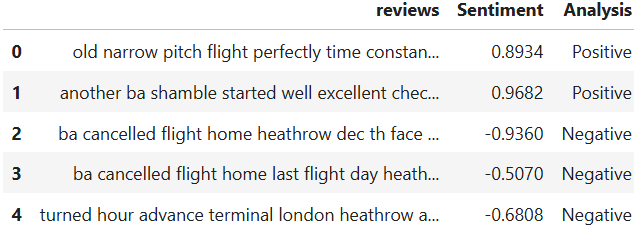 reviews Sentiment Analysis
0 old narrow pitch flight perfectly time constan... 0.8934 Positive
1 another ba shamble started well excellent chec... 0.9682 Positive
2 ba cancelled flight home heathrow dec th face ... -0.9360 Negative
3 ba cancelled flight home last flight day heath... -0.5070 Negative
4 turned hour advance terminal london heathrow a... -0.6808 Negative